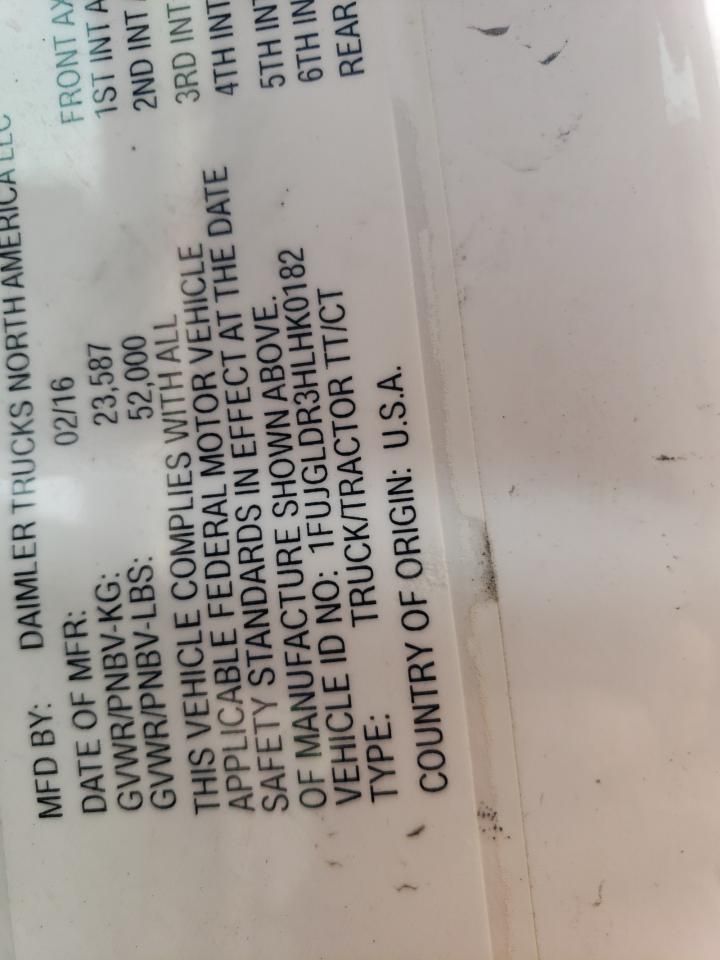 MFD BY: DAIMLER TRUCKS NORTH AMERICA LLC
DATE OF MFR: 02/16
GVWR/PNBV-KG: 23,587
GVWR/PNBV-LBS: 52,000
THIS VEHICLE COMPLIES WITH ALL
APPLICABLE FEDERAL MOTOR VEHICLE
SAFETY STANDARDS IN EFFECT AT THE DATE
OF MANUFACTURE SHOWN ABOVE.
VEHICLE ID NO: 1FUJGLDR3HLHK0182
TYPE: TRUCK/TRACTOR TT/CT
COUNTRY OF ORIGIN: U.S.A.
FRONT AX
1ST INT A
2ND INT
3RD INT
4TH INT
5TH INT
6TH IN
REAR